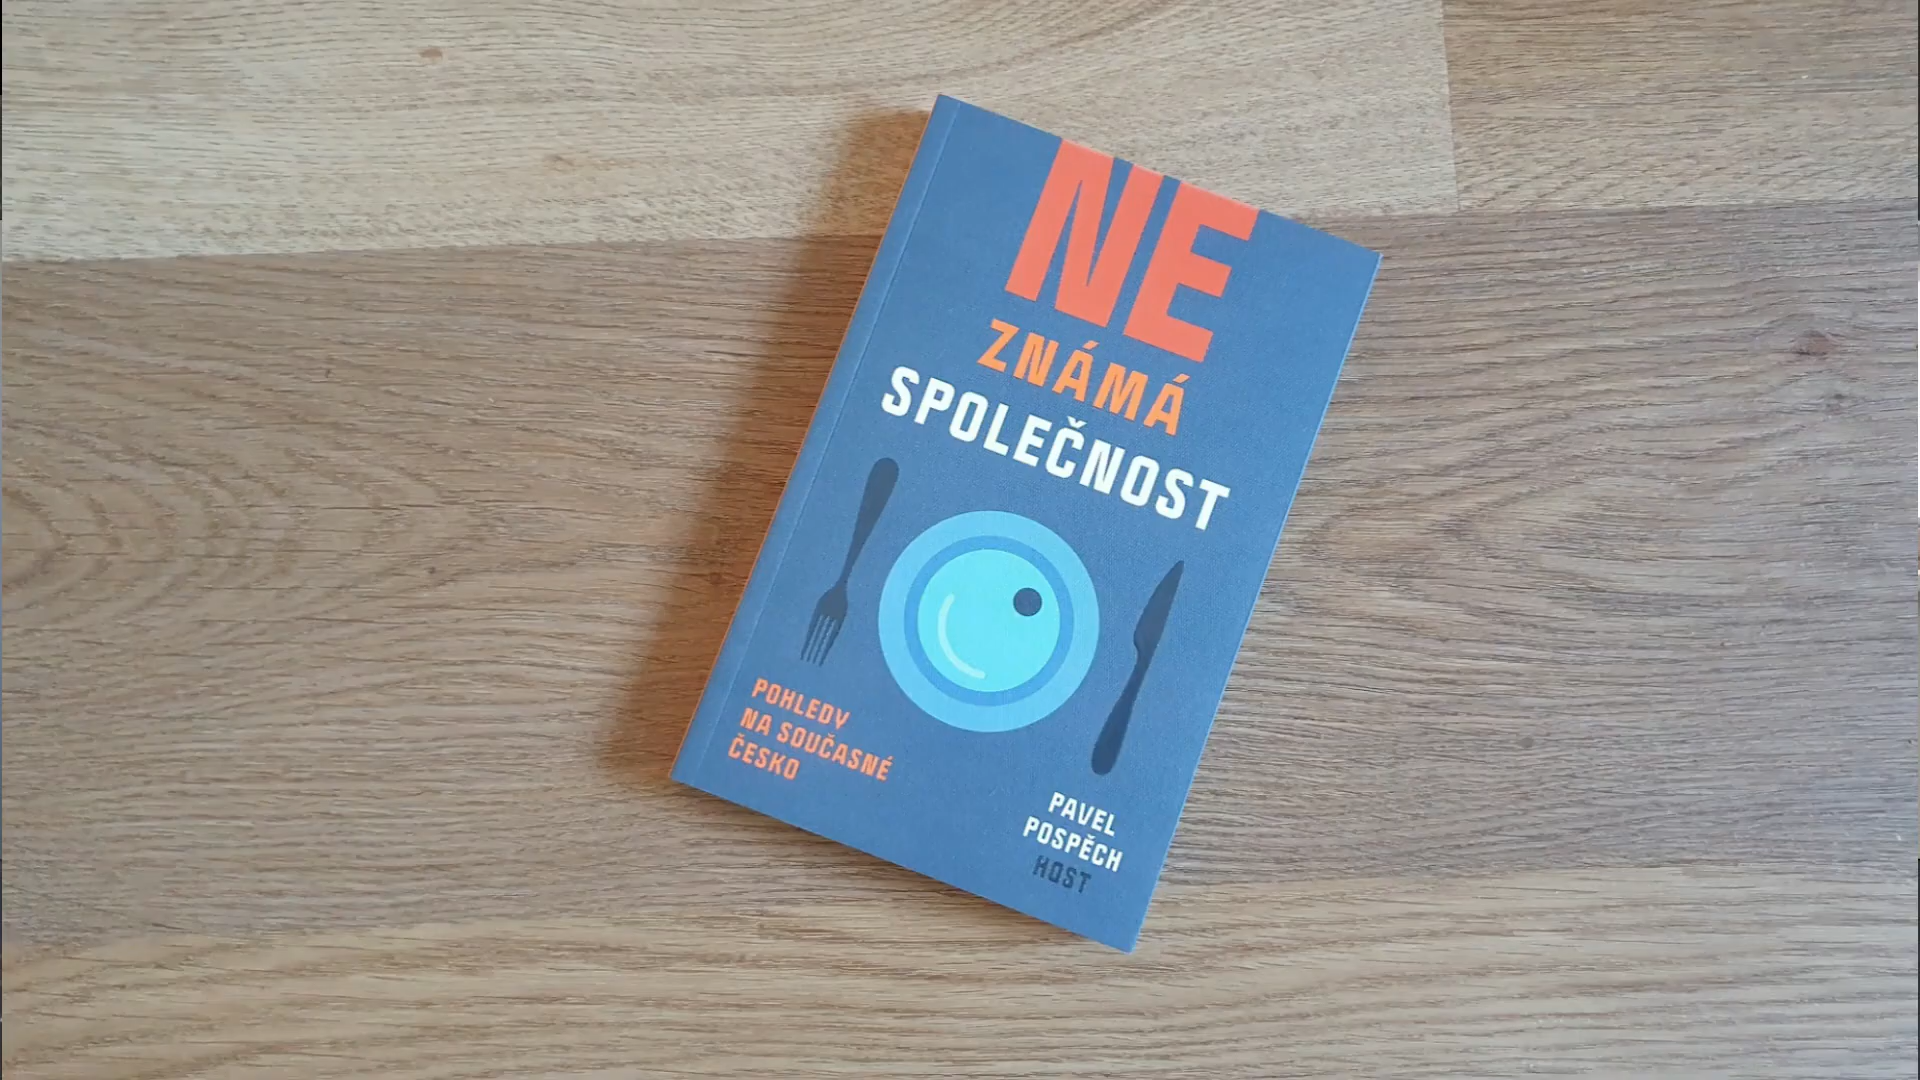 NE
ZNÁMÁ
SPOLEČNOST
POHLEDY
NA SOUČASNÉ
ČESKO
PAVEL
POSPĚCH
HOST